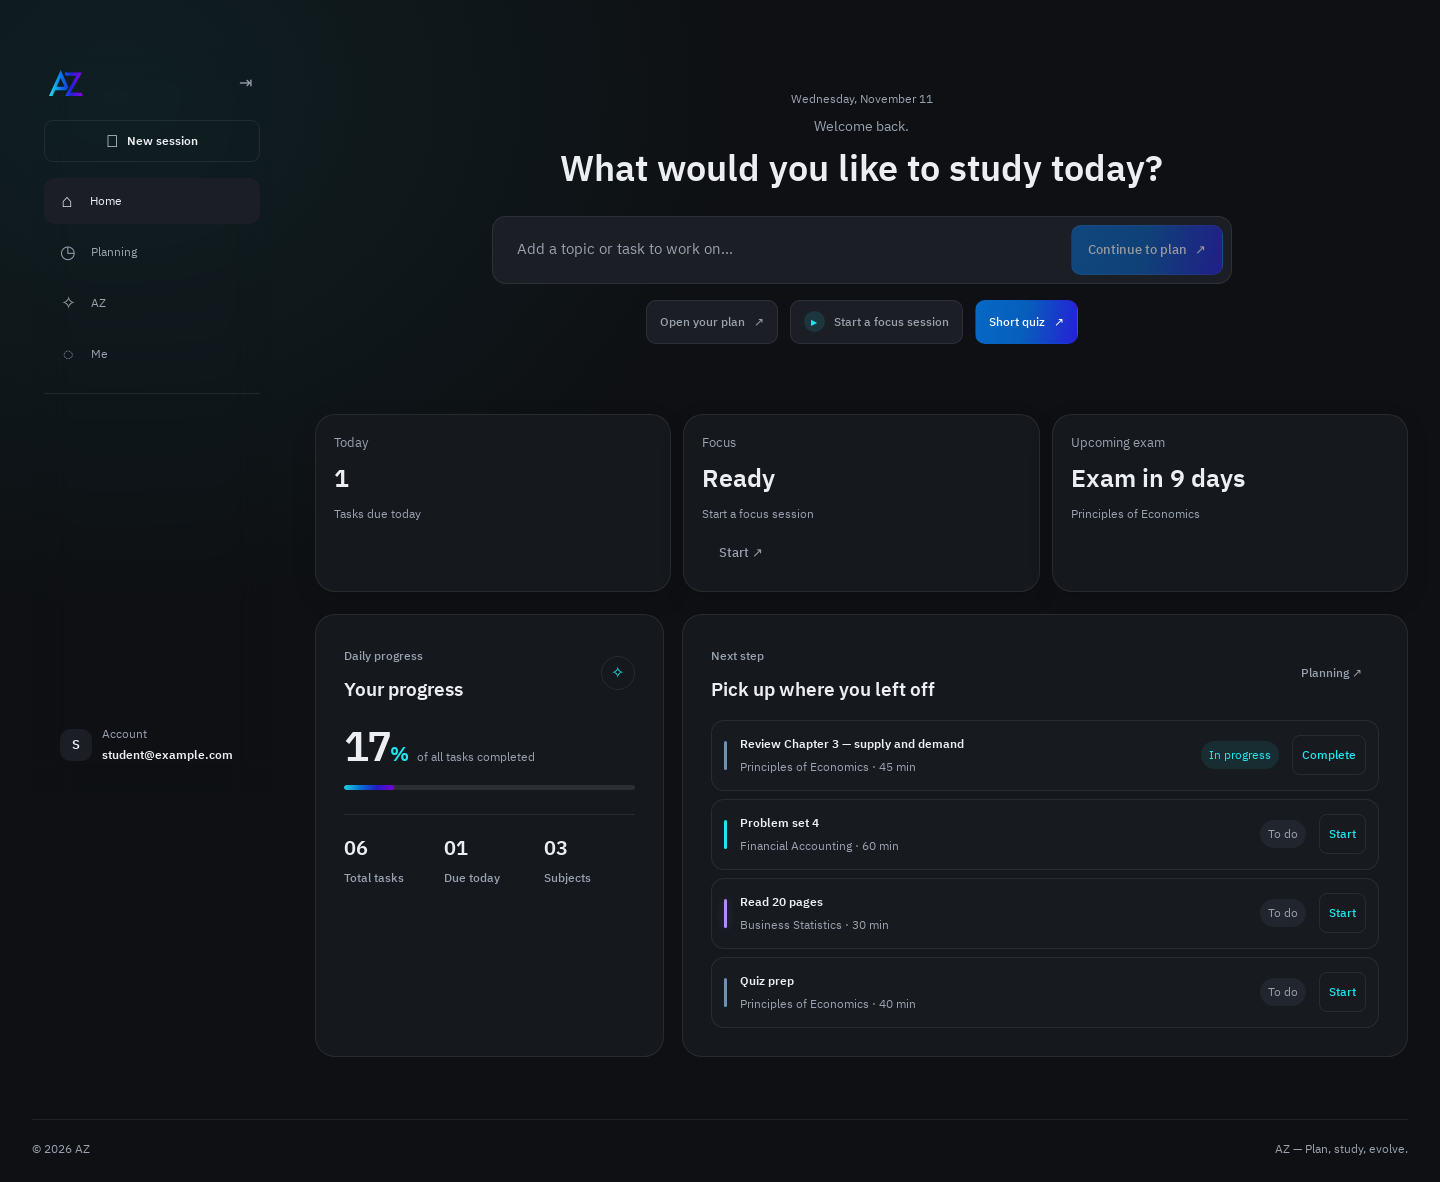 AZ
New session
Home
Planning
AZ
Me
Account
S
student@example.com
Wednesday, November 11
Welcome back.
What would you like to study today?
Add a topic or task to work on...
Continue to plan ↗
Open your plan ↗
Start a focus session
Short quiz ↗
Today
1
Tasks due today
Focus
Ready
Start a focus session
Start ↗
Upcoming exam
Exam in 9 days
Principles of Economics
Daily progress
Your progress
17% of all tasks completed
06
Total tasks
01
Due today
03
Subjects
Next step
Pick up where you left off
Planning ↗
Review Chapter 3 — supply and demand
Principles of Economics · 45 min
In progress
Complete
Problem set 4
Financial Accounting · 60 min
To do
Start
Read 20 pages
Business Statistics · 30 min
To do
Start
Quiz prep
Principles of Economics · 40 min
To do
Start
© 2026 AZ
AZ — Plan, study, evolve.